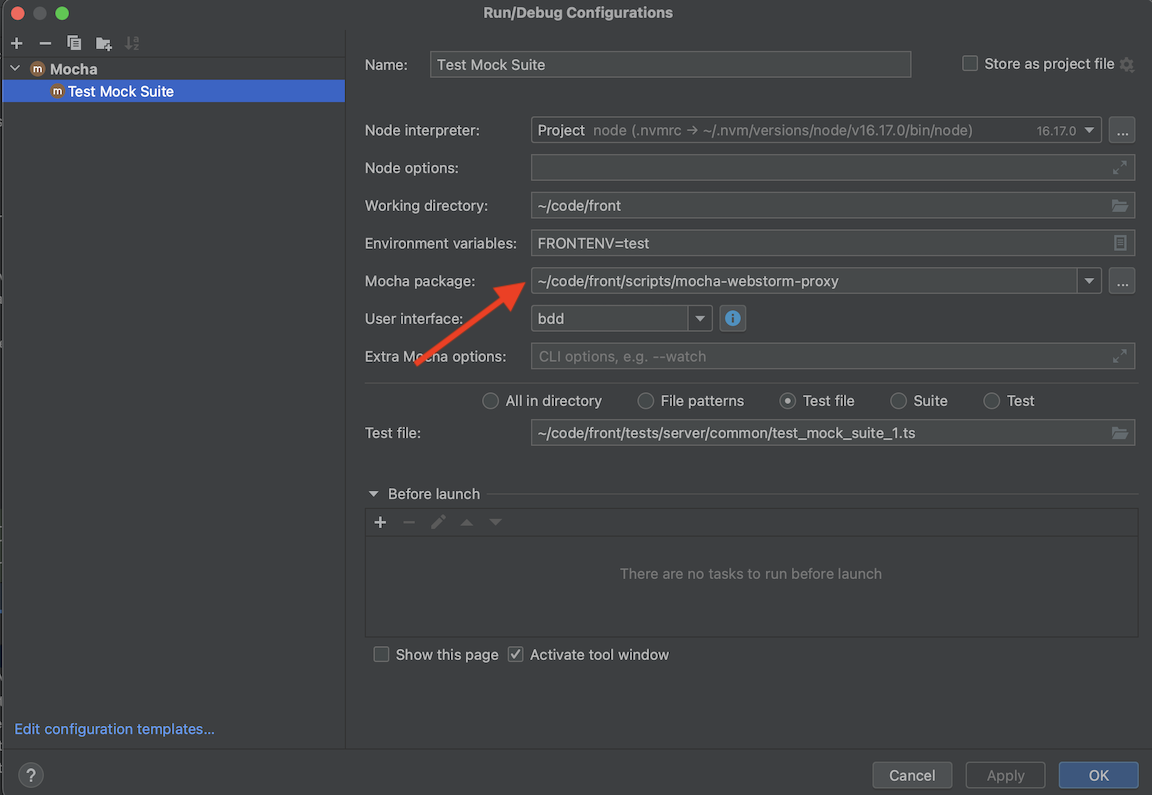 Run/Debug Configurations
Mocha
Test Mock Suite
Edit configuration templates...
Name: Test Mock Suite Store as project file
Node interpreter: Project node (.nvmrc → ~/.nvm/versions/node/v16.17.0/bin/node) 16.17.0 ...
Node options:
Working directory: ~/code/front
Environment variables: FRONTENV=test
Mocha package: ~/code/front/scripts/mocha-webstorm-proxy ...
User interface: bdd
Extra Mocha options: CLI options, e.g. --watch
All in directory File patterns Test file Suite Test
Test file: ~/code/front/tests/server/common/test_mock_suite_1.ts
Before launch
There are no tasks to run before launch
Show this page Activate tool window
? Cancel Apply OK